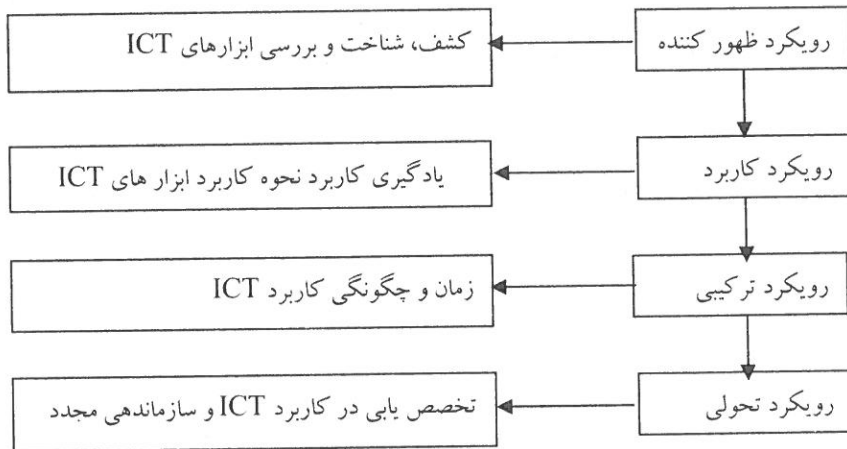 رویکرد ظهور کننده
کشف، شناخت و بررسی ابزارهای ICT
رویکرد کاربرد
یادگیری کاربرد نحوه کاربرد ابزار های ICT
رویکرد ترکیبی
زمان و چگونگی کاربرد ICT
رویکرد تحولی
تخصص یابی در کاربرد ICT و سازماندهی مجدد